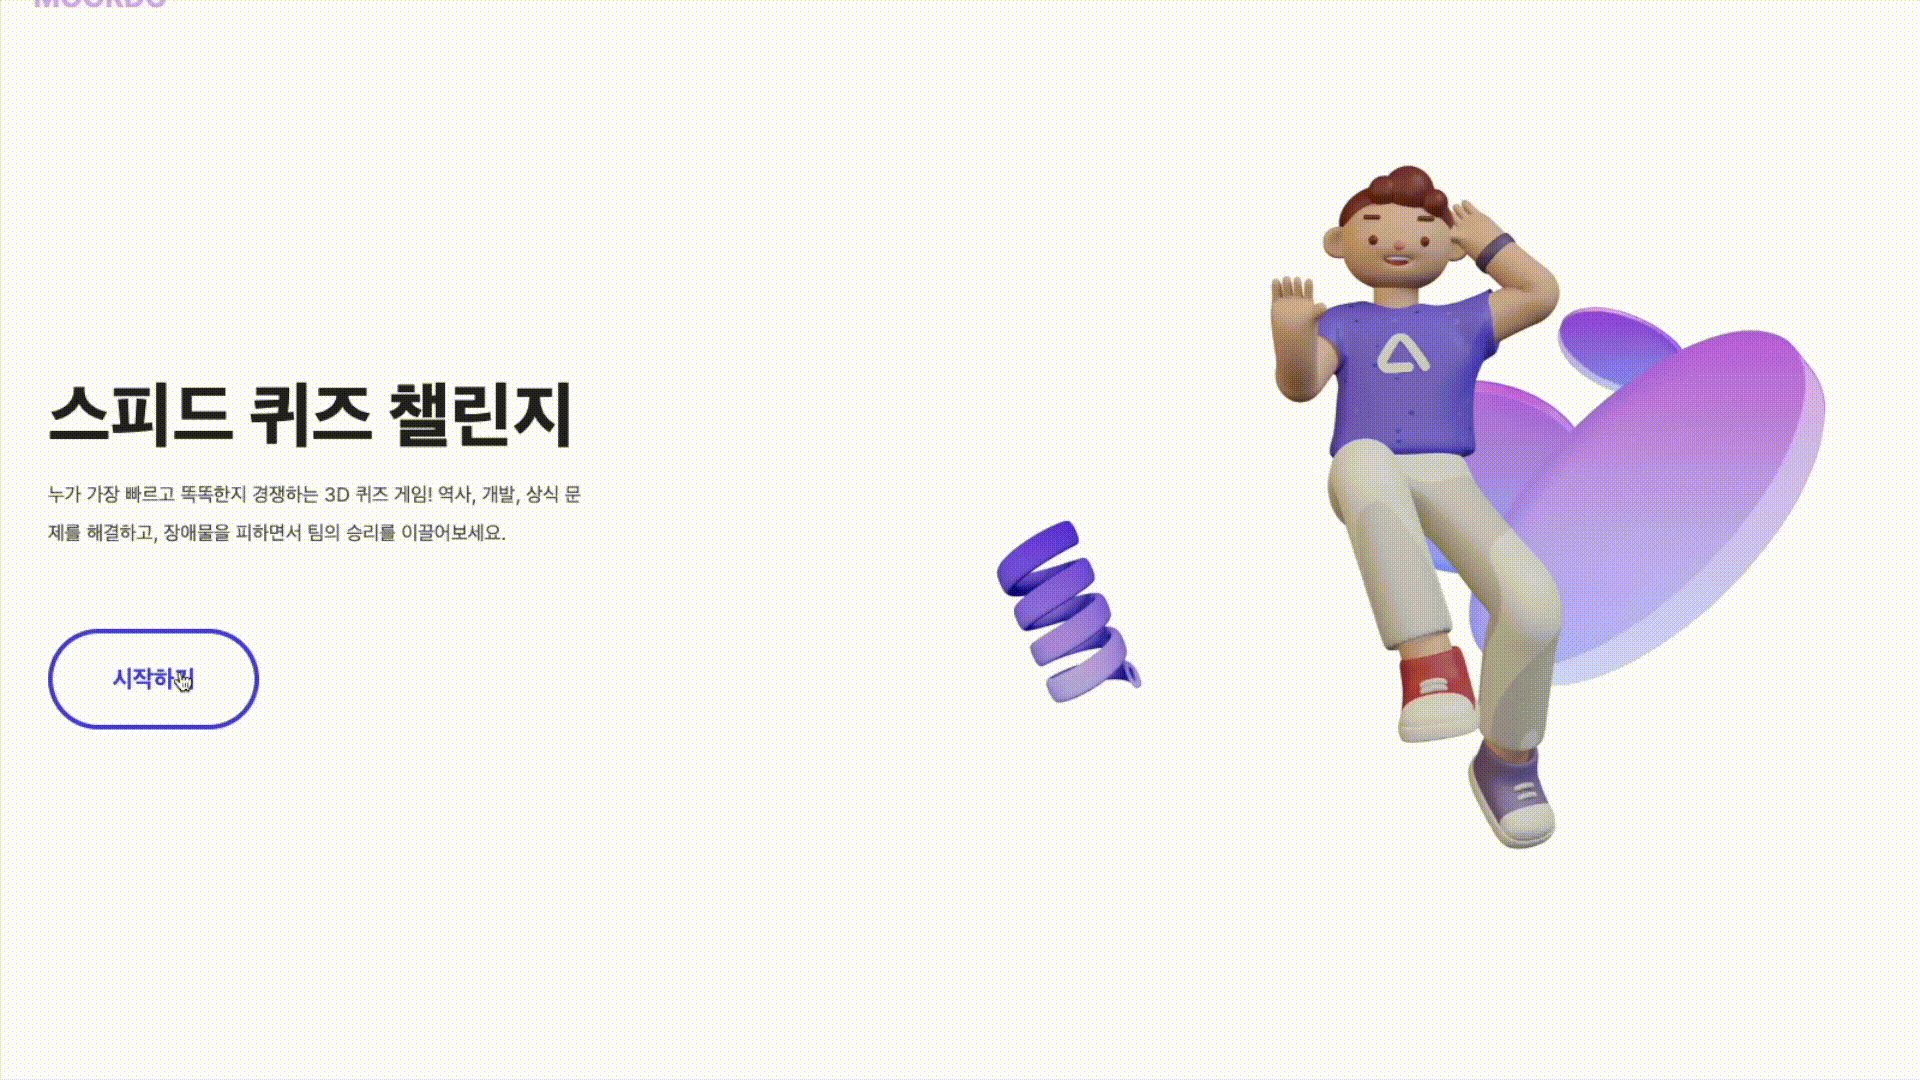 스피드 퀴즈 챌린지
누가 가장 빠르고 똑똑한지 경쟁하는 3D 퀴즈 게임! 역사, 개발, 상식 문
제를 해결하고, 장애물을 피하면서 팀의 승리를 이끌어보세요.
시작하기